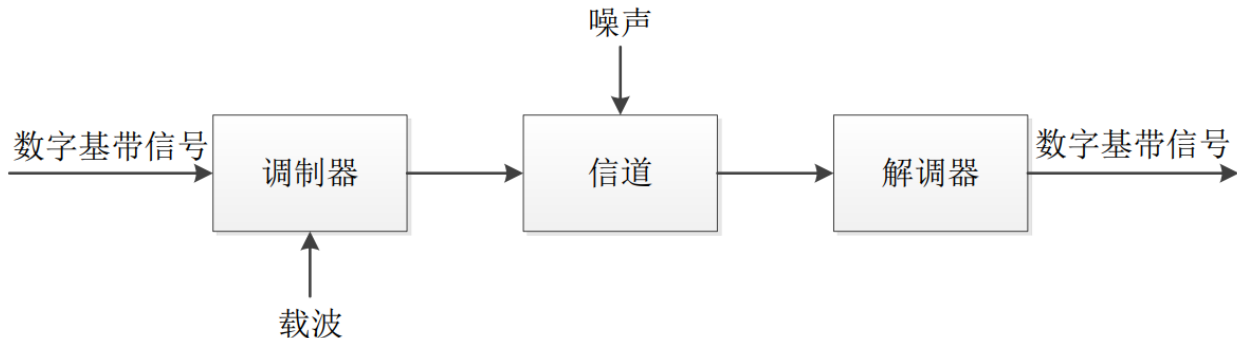 噪声
数字基带信号
调制器
信道
解调器
数字基带信号
载波